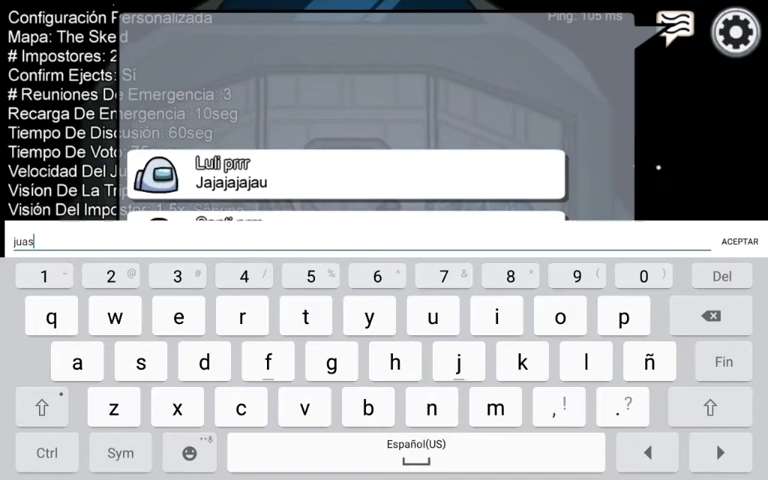 Configuración Personalizada
Ping: 105 ms
Mapa: The Skeld
# Impostores: 2
Confirm Ejects: Sí
# Reuniones De Emergencia: 3
Recarga De Emergencia: 10seg
Tiempo De Discusión: 60seg
Tiempo De Voto:
Velocidad Del
Visión De La
Visión Del Impostor: 1.5x
Luli prrr
Jajajajajau
juas
ACEPTAR
1 - 2 @ 3 # 4 / 5 % 6 ^ 7 & 8 * 9 ( 0 ) Del
q w e r t y u i o p
a s d f g h j k l ñ Fin
z x c v b n m , ! . ?
Ctrl Sym Español(US)